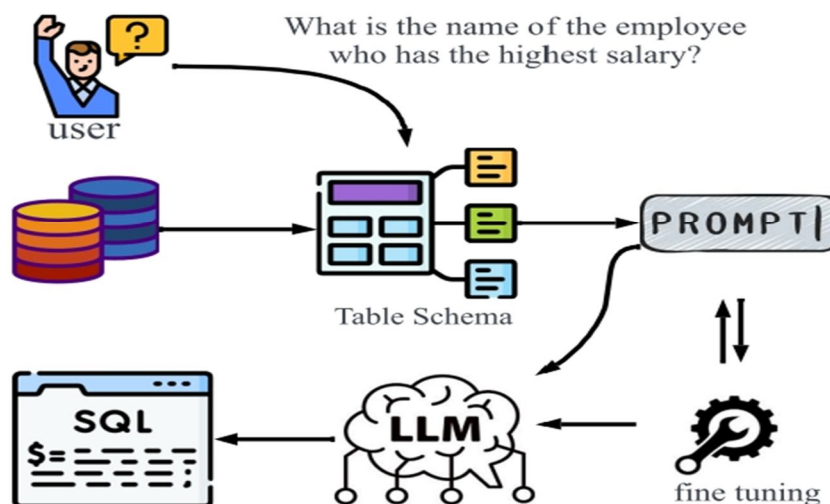 ?
What is the name of the employee
who has the highest salary?
user
PROMPT
Table Schema
SQL
$=
LLM
fine tuning